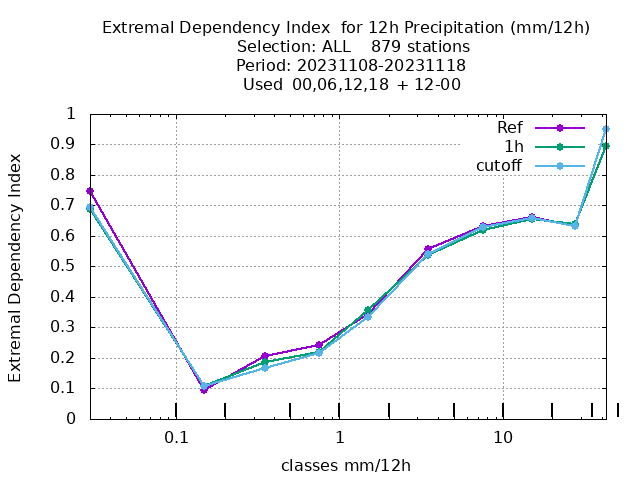 Extremal Dependency Index  for 12h Precipitation (mm/12h)
Selection: ALL    879 stations
Period: 20231108-20231118
Used  00,06,12,18  + 12-00
Ref
1h
cutoff
1
0.9
0.8
0.7
0.6
0.5
0.4
0.3
0.2
0.1
0
Extremal Dependency Index
0.1
1
10
classes mm/12h